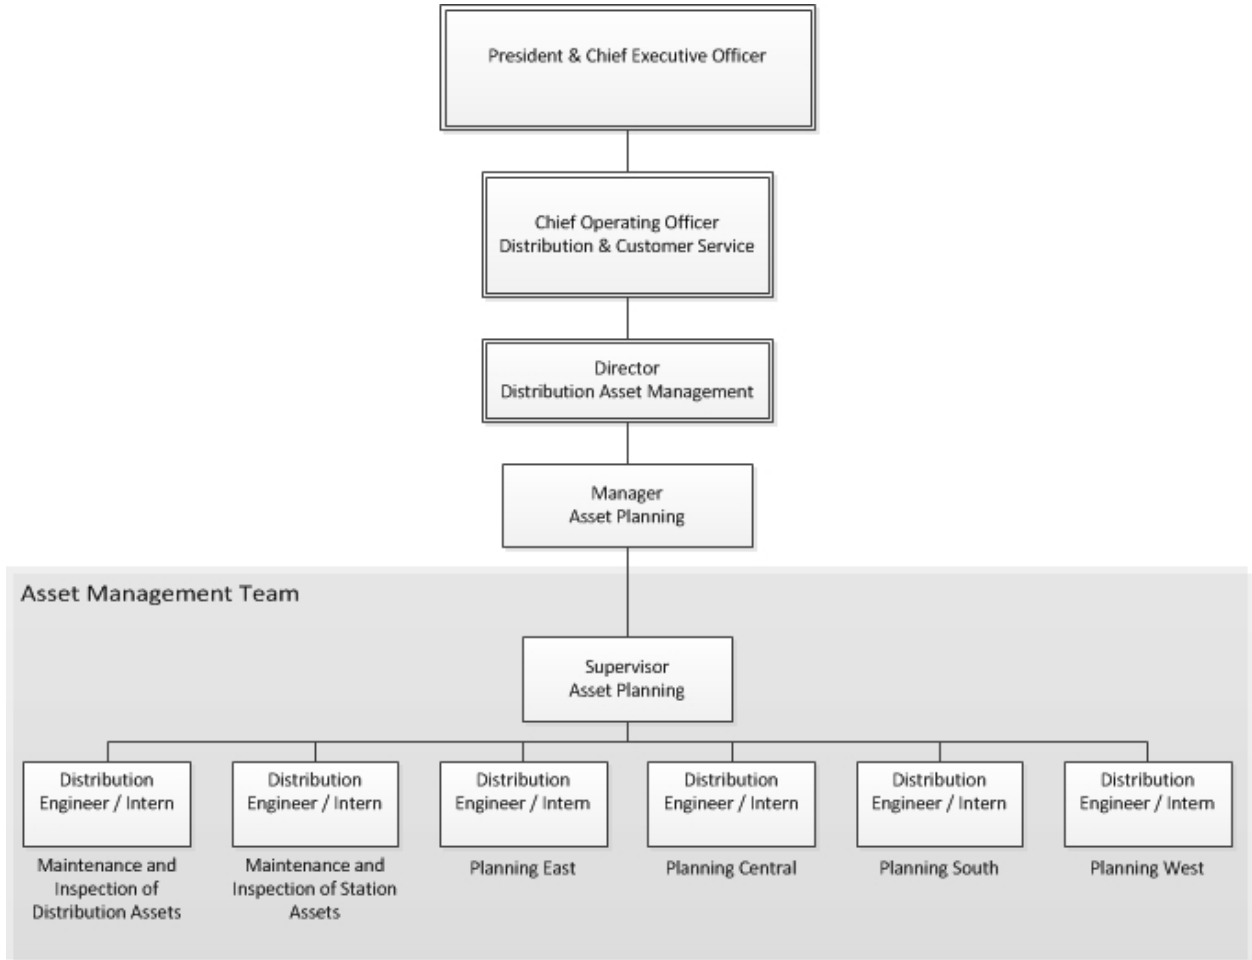 President & Chief Executive Officer
Chief Operating Officer
Distribution & Customer Service
Director
Distribution Asset Management
Manager
Asset Planning
Asset Management Team
Supervisor
Asset Planning
Distribution
Engineer / Intern
Maintenance and
Inspection of
Distribution Assets
Distribution
Engineer / Intern
Maintenance and
Inspection of Station
Assets
Distribution
Engineer / Intern
Planning East
Distribution
Engineer / Intern
Planning Central
Distribution
Engineer / Intern
Planning South
Distribution
Engineer / Intern
Planning West